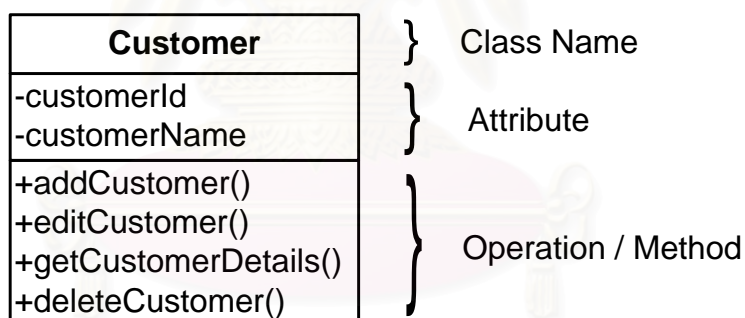 Customer
Class Name
-customerId
-customerName
Attribute
+addCustomer()
+editCustomer()
+getCustomerDetails()
+deleteCustomer()
Operation / Method